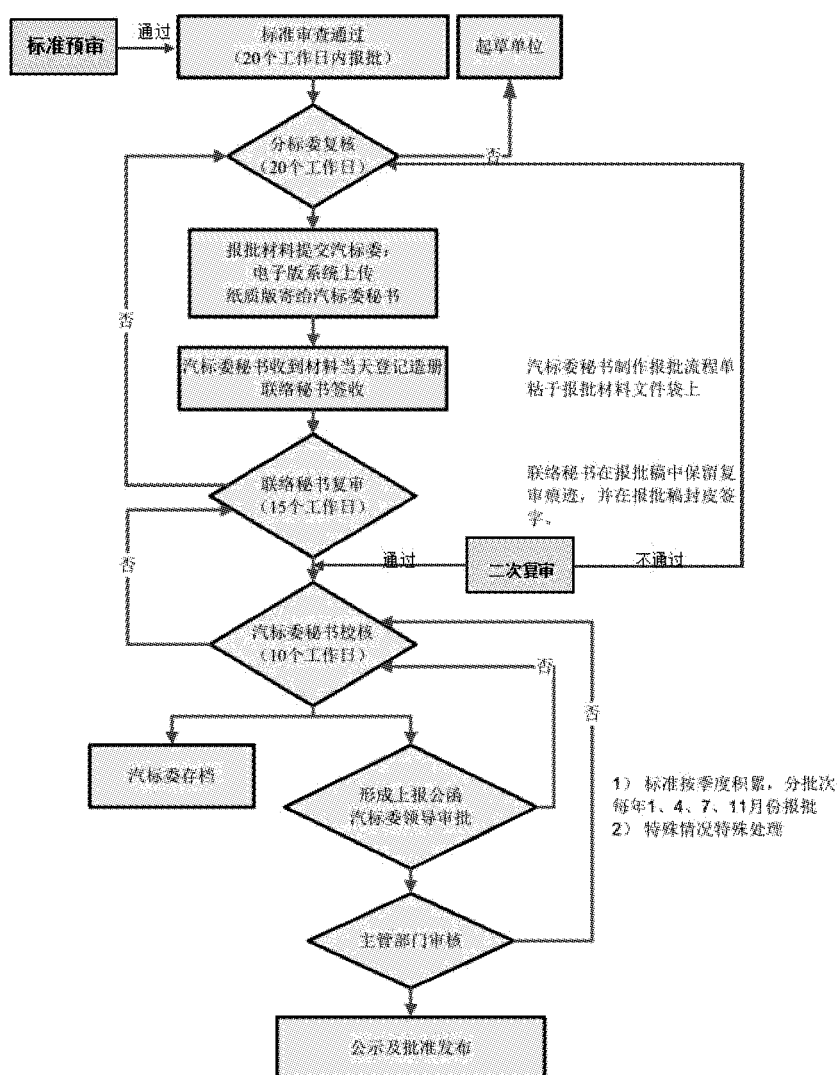 标准预审
通过
标准审查通过
（20个工作日内报批）
起草单位
分标委复核
（20个工作日）
否
报批材料提交汽标委：
电子版系统上传
纸质版寄给汽标委秘书
否
汽标委秘书收到材料当天登记造册
联络秘书签收
汽标委秘书制作报批流程单
粘于报批材料文件袋上
联络秘书复审
（15个工作日）
联络秘书在报批稿中保留复
审痕迹，并在报批稿封皮签
字。
否
通过
二次复审
不通过
汽标委秘书校核
（10个工作日）
否
否
汽标委存档
形成上报公函
汽标委领导审批
1） 标准按季度积累，分批次
每年1、4、7、11月份报批
2） 特殊情况特殊处理
主管部门审核
公示及批准发布